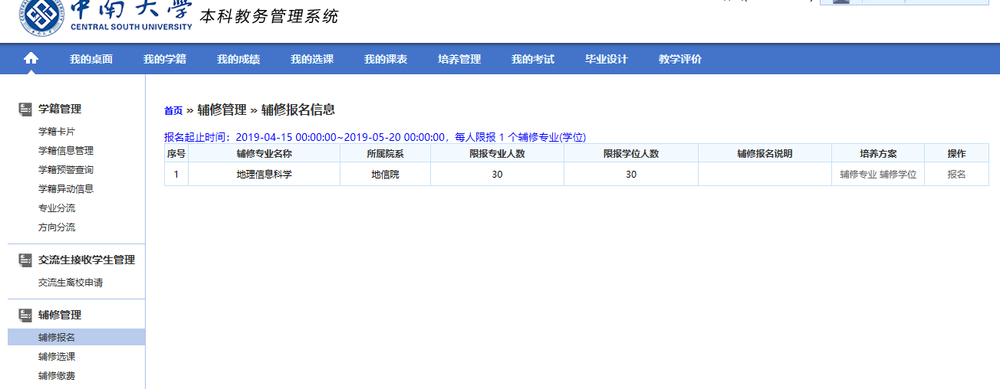 中南大学
CENTRAL SOUTH UNIVERSITY
本科教务管理系统
我的桌面 我的学籍 我的成绩 我的选课 我的课表 培养管理 我的考试 毕业设计 教学评价
学籍管理
学籍卡片
学籍信息管理
学籍预警查询
学籍异动信息
专业分流
方向分流
交流生接收学生管理
交流生离校申请
辅修管理
辅修报名
辅修选课
辅修缴费
首页 » 辅修管理 » 辅修报名信息
报名起止时间：2019-04-15 00:00:00~2019-05-20 00:00:00，每人限报 1 个辅修专业(学位)
序号 辅修专业名称 所属院系 限报专业人数 限报学位人数 辅修报名说明 培养方案 操作
1 地理信息科学 地信院 30 30 辅修专业 辅修学位 报名